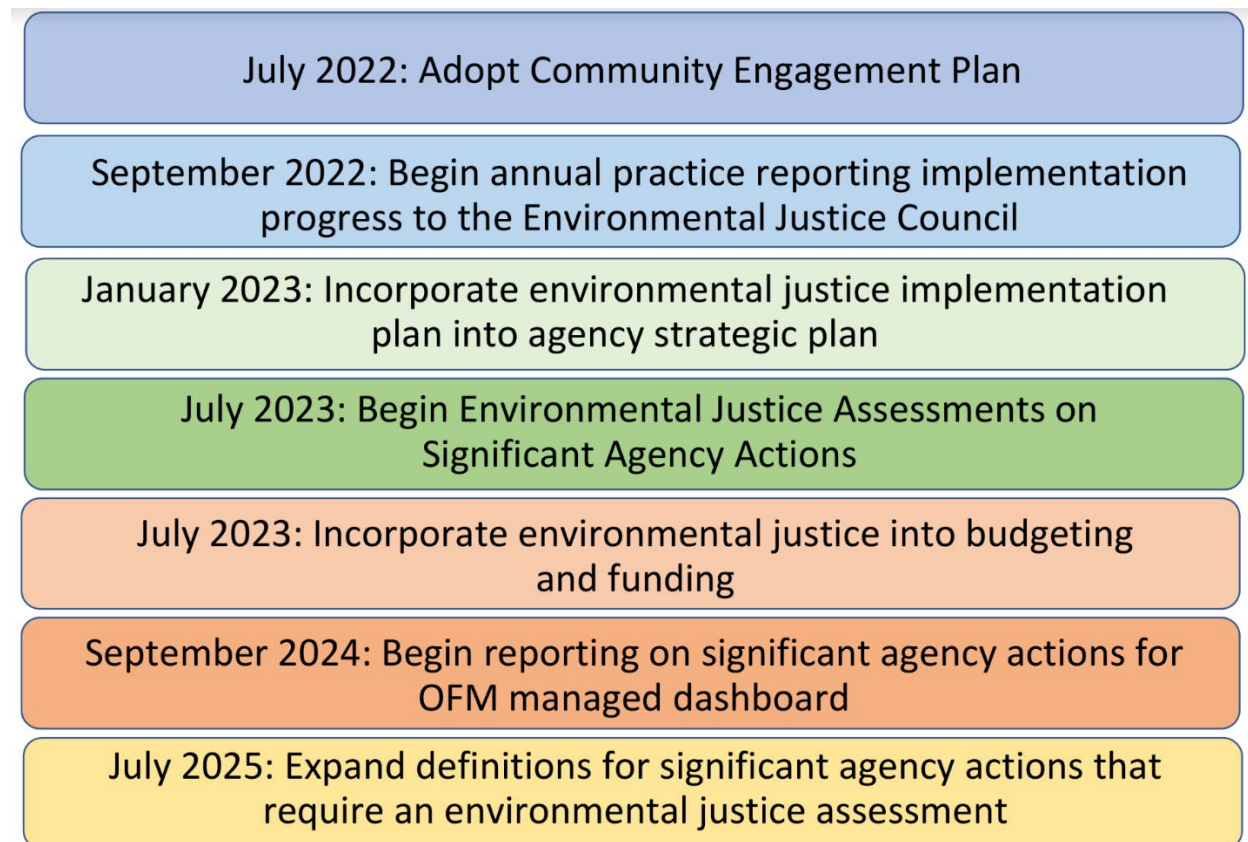 July 2022: Adopt Community Engagement Plan
September 2022: Begin annual practice reporting implementation
progress to the Environmental Justice Council
January 2023: Incorporate environmental justice implementation
plan into agency strategic plan
July 2023: Begin Environmental Justice Assessments on
Significant Agency Actions
July 2023: Incorporate environmental justice into budgeting
and funding
September 2024: Begin reporting on significant agency actions for
OFM managed dashboard
July 2025: Expand definitions for significant agency actions that
require an environmental justice assessment